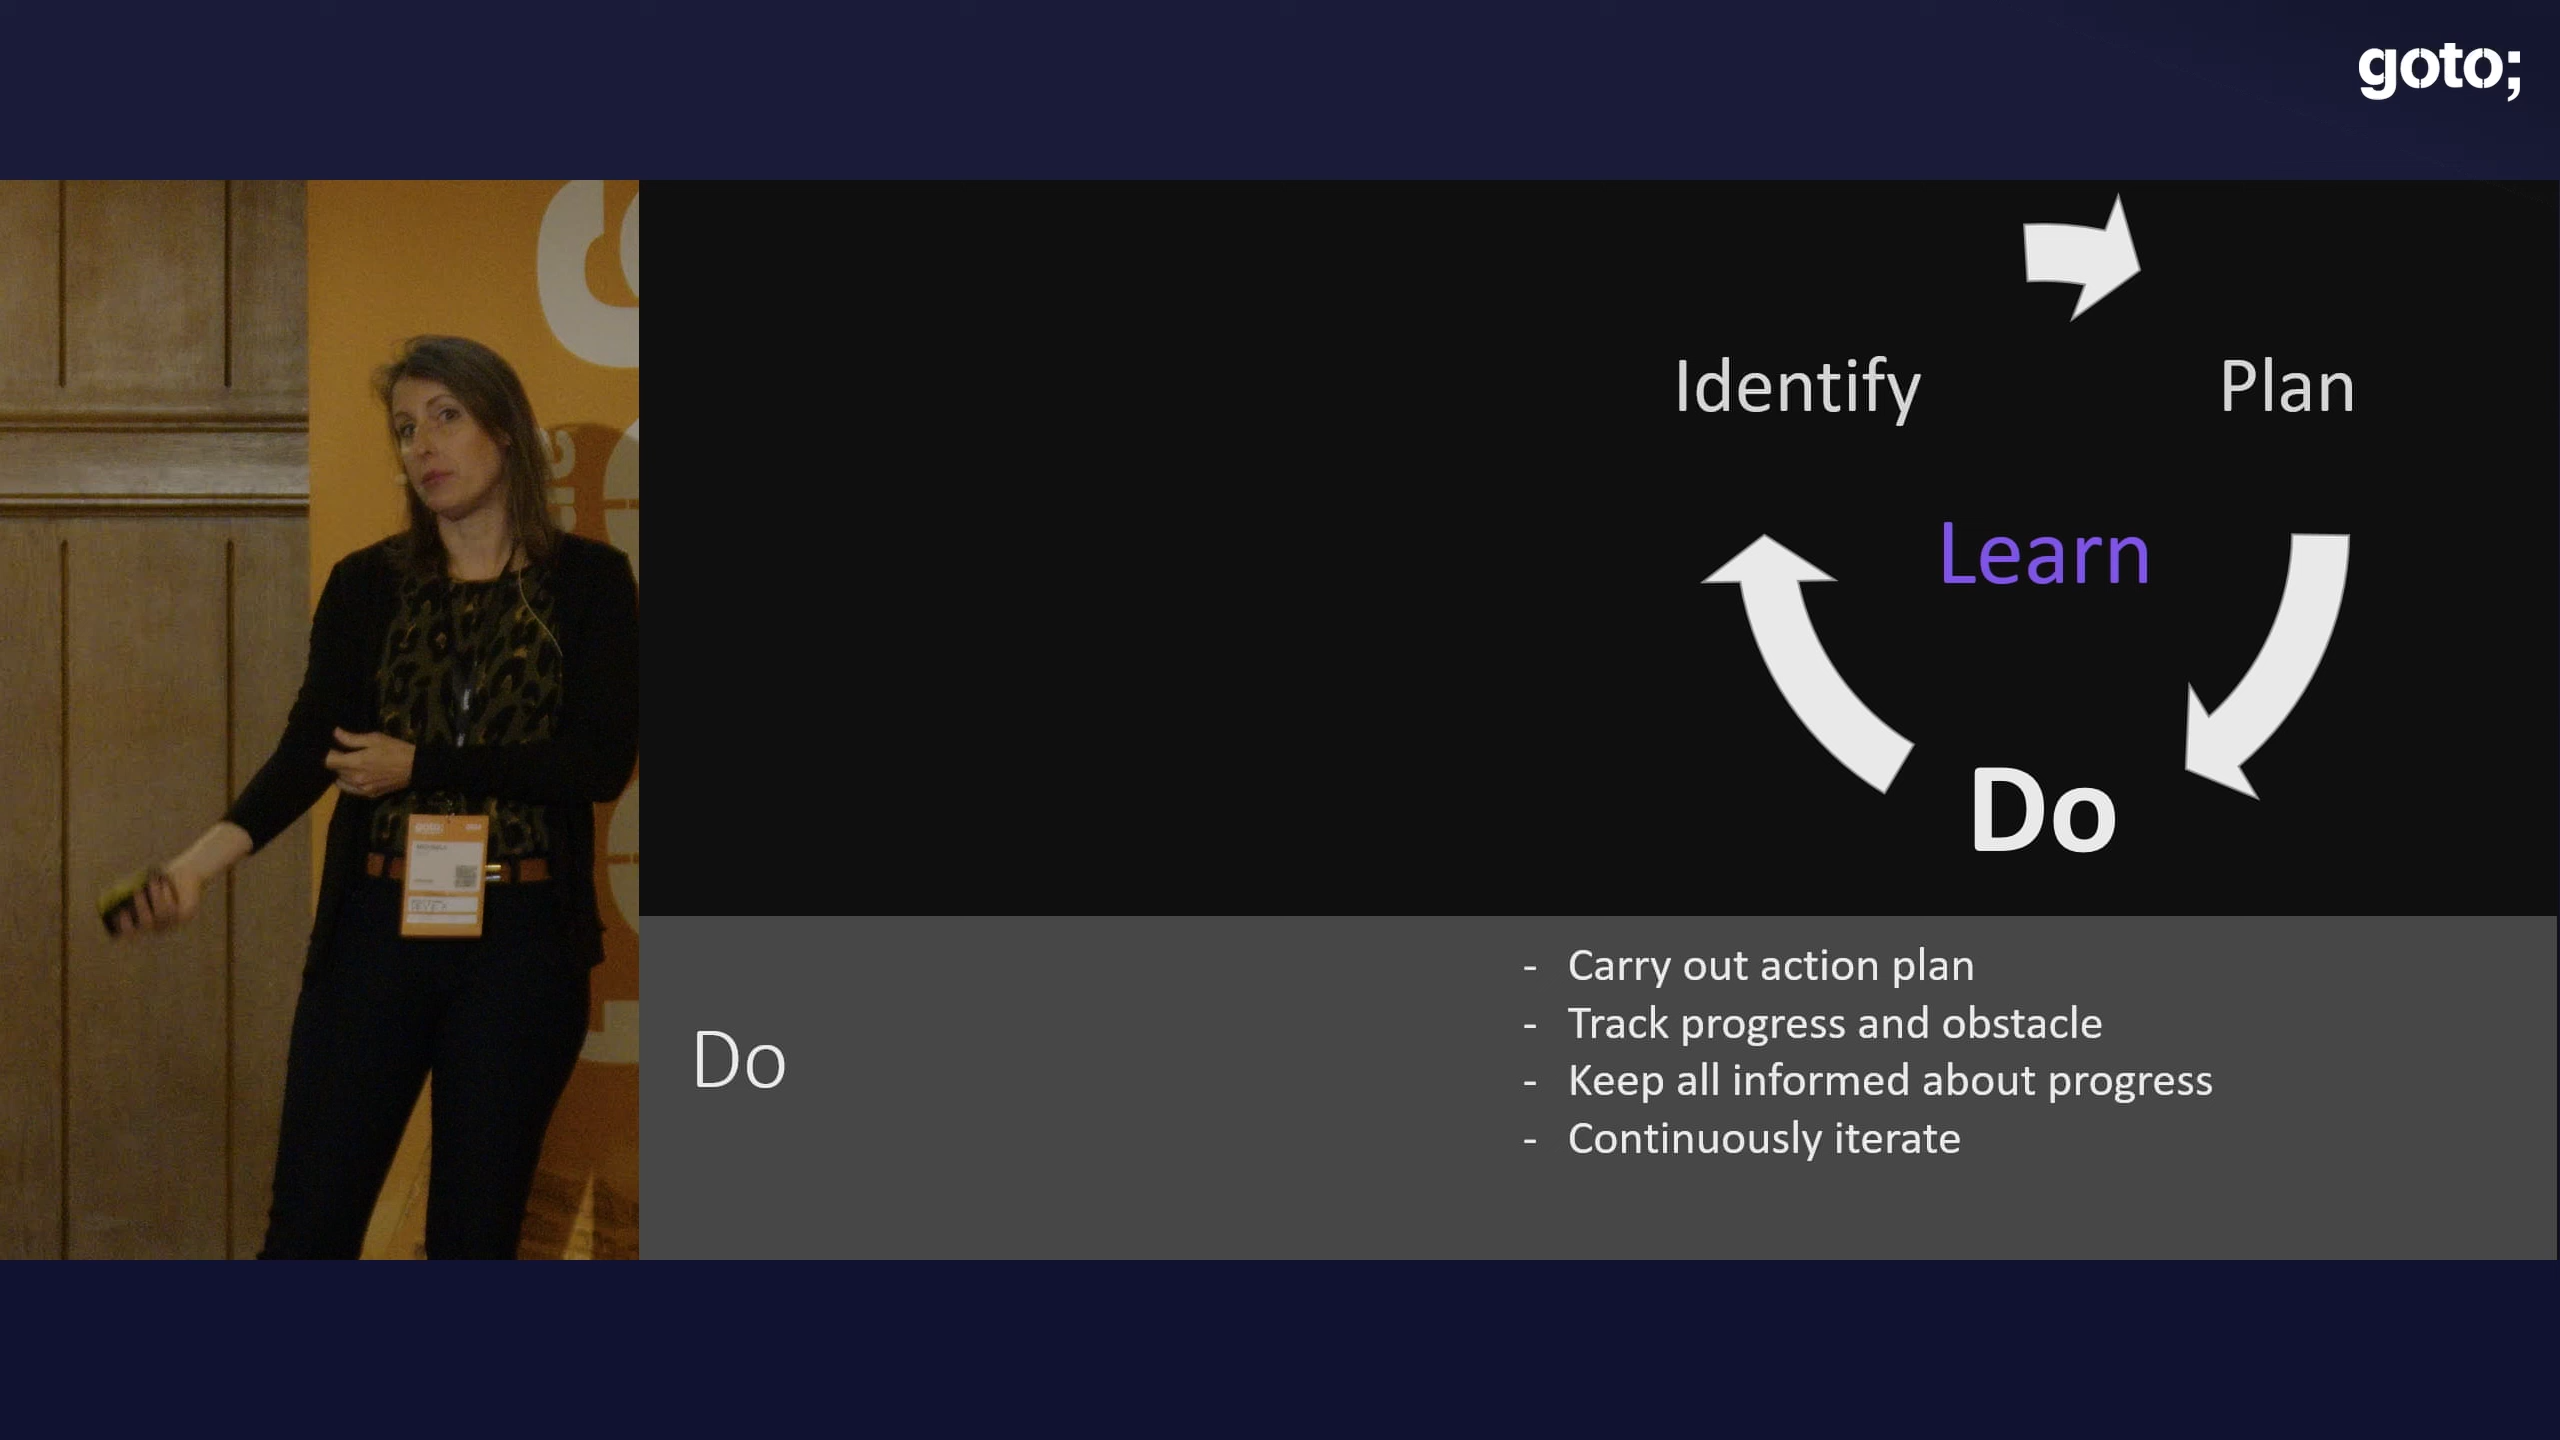 goto;
Identify
Plan
Learn
Do
Do
- Carry out action plan
- Track progress and obstacle
- Keep all informed about progress
- Continuously iterate
goto;